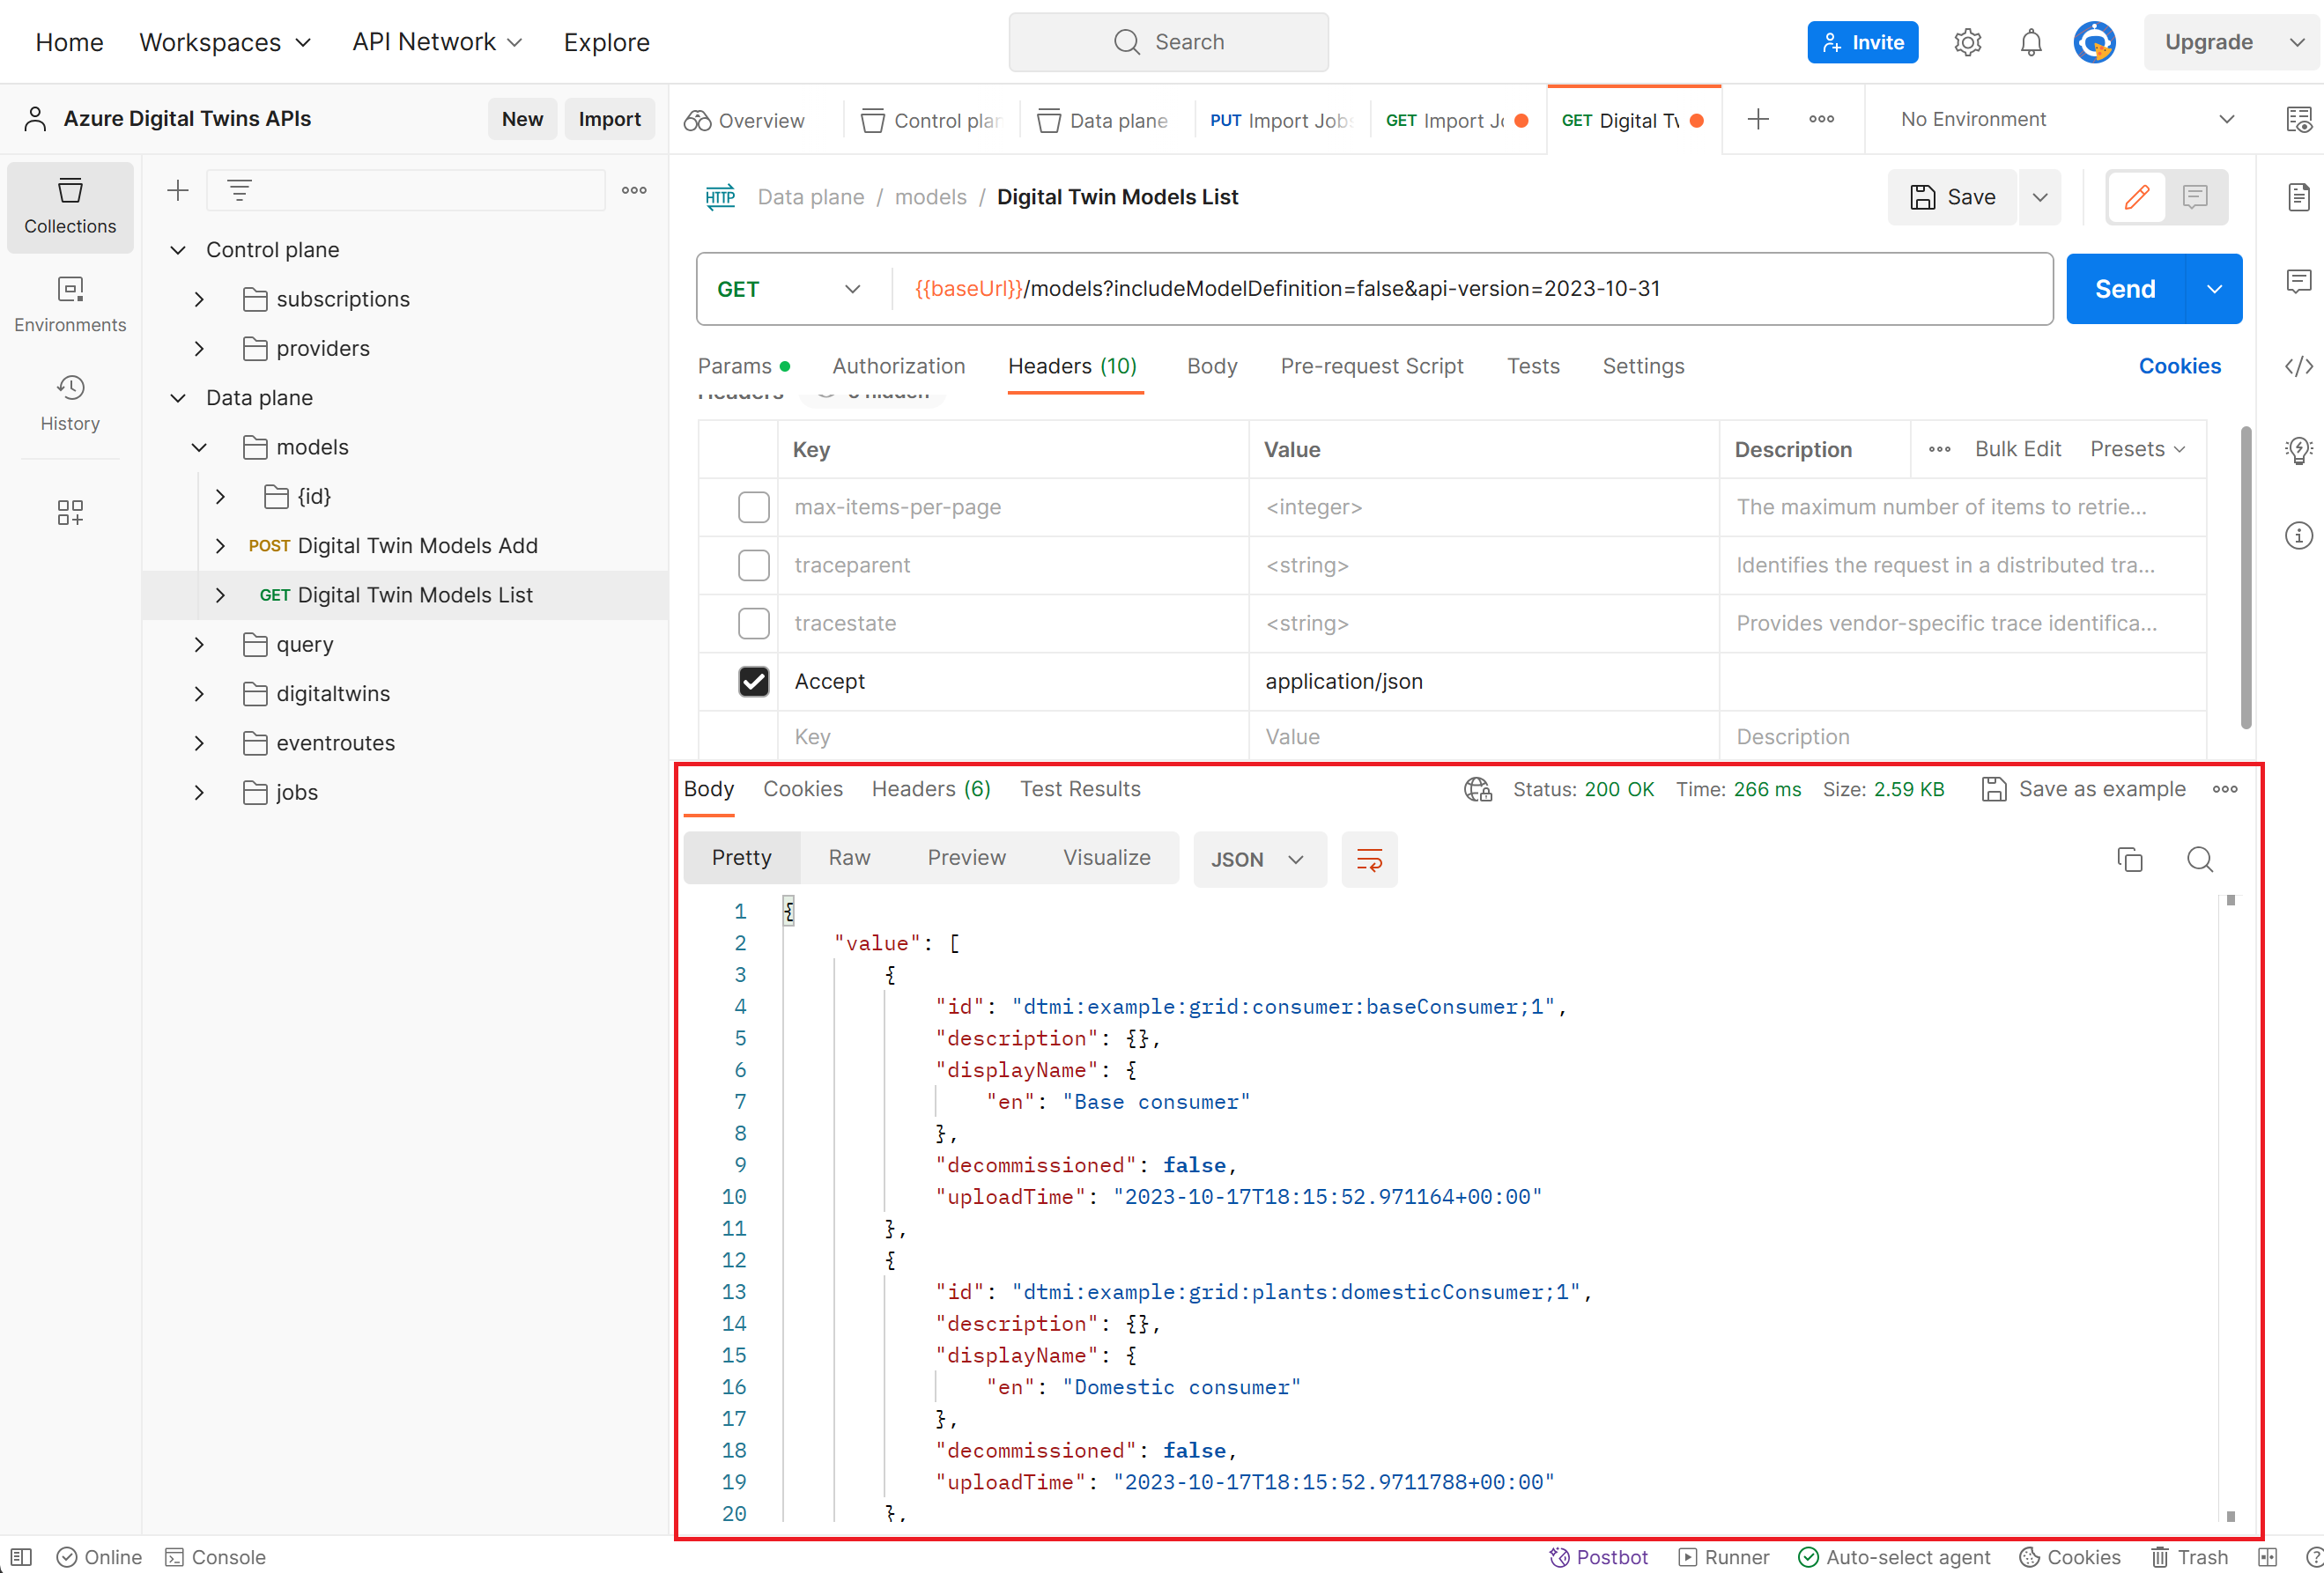 Home Workspaces API Network Explore Search Invite Upgrade
Azure Digital Twins APIs New Import Overview Control plan Data plane PUT Import Jobs GET Import Jo GET Digital Tw No Environment
Collections
Environments
History
Control plane
subscriptions
providers
Data plane
models
{id}
POST Digital Twin Models Add
GET Digital Twin Models List
query
digitaltwins
eventroutes
jobs
HTTP Data plane / models / Digital Twin Models List Save
GET {{baseUrl}}/models?includeModelDefinition=false&api-version=2023-10-31 Send
Params Authorization Headers (10) Body Pre-request Script Tests Settings Cookies
Headers hidden
Key Value Description Bulk Edit Presets
max-items-per-page <integer> The maximum number of items to retrie...
traceparent <string> Identifies the request in a distributed tra...
tracestate <string> Provides vendor-specific trace identifica...
Accept application/json
Key Value Description
Body Cookies Headers (6) Test Results Status: 200 OK Time: 266 ms Size: 2.59 KB Save as example
Pretty Raw Preview Visualize JSON
1 {
2 "value": [
3 {
4 "id": "dtmi:example:grid:consumer:baseConsumer;1",
5 "description": {},
6 "displayName": {
7 "en": "Base consumer"
8 },
9 "decommissioned": false,
10 "uploadTime": "2023-10-17T18:15:52.971164+00:00"
11 },
12 {
13 "id": "dtmi:example:grid:plants:domesticConsumer;1",
14 "description": {},
15 "displayName": {
16 "en": "Domestic consumer"
17 },
18 "decommissioned": false,
19 "uploadTime": "2023-10-17T18:15:52.9711788+00:00"
20 },
Online Console Postbot Runner Auto-select agent Cookies Trash